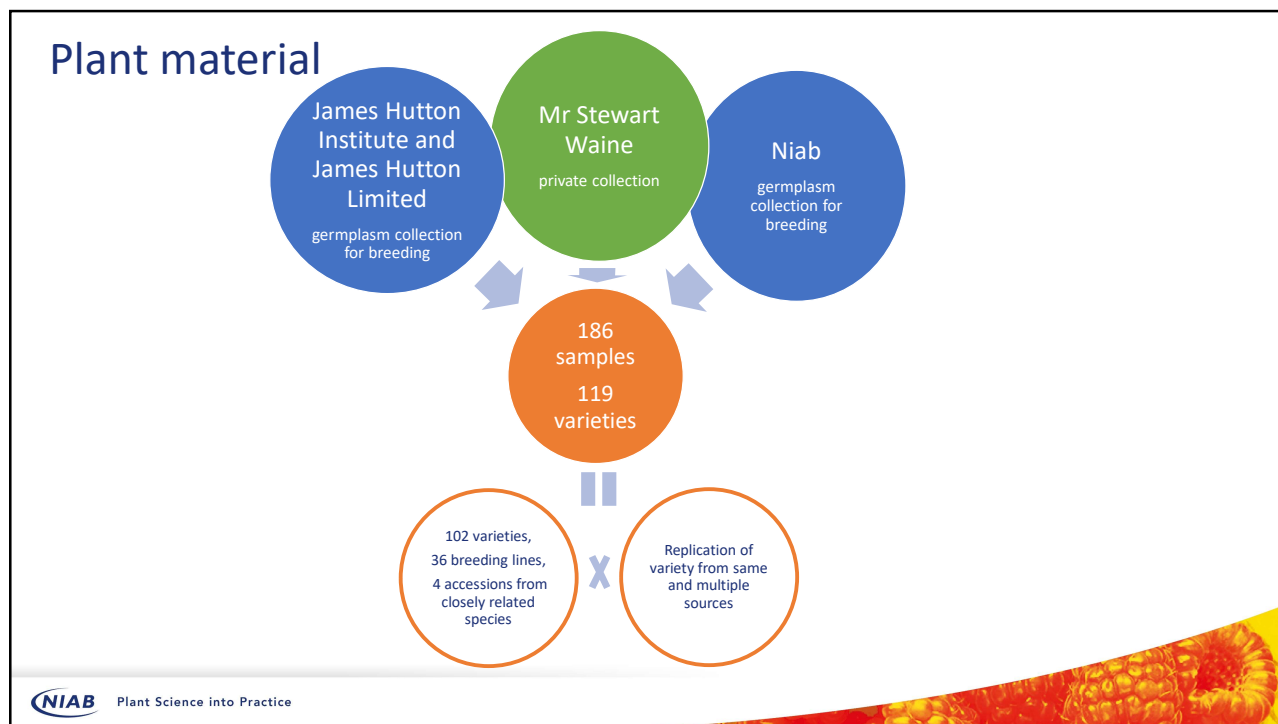 Plant material
James Hutton
Institute and
James Hutton
Limited
germplasm collection
for breeding
Mr Stewart
Waine
private collection
Niab
germplasm
collection for
breeding
186
samples
119
varieties
102 varieties,
36 breeding lines,
4 accessions from
closely related
species
Replication of
variety from same
and multiple
sources
NIAB
Plant Science into Practice